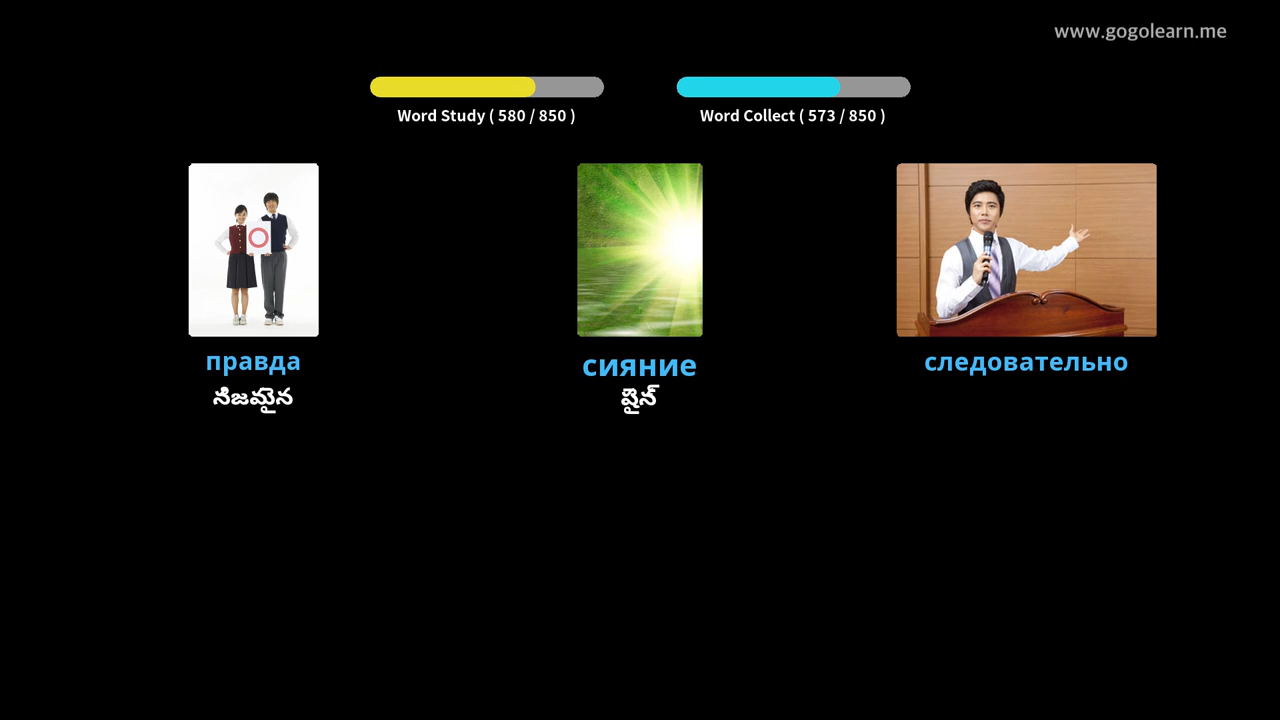 www.gogolearn.me
Word Study ( 580 / 850 )
Word Collect ( 573 / 850 )
правда
నిజమైన
сияние
షైన్
следовательно